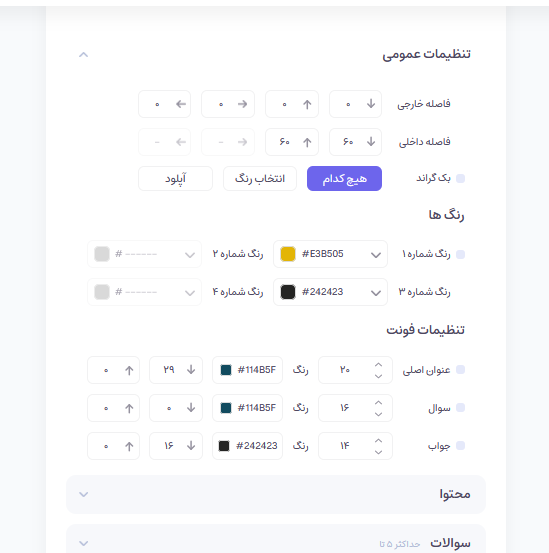 تنظیمات عمومی
فاصله خارجی ۰ ۰ ۰ ۰
فاصله داخلی ۶۰ ۶۰ - -
بک گراند هیچ کدام انتخاب رنگ آپلود
رنگ ها
رنگ شماره ۱ #E3B505 رنگ شماره ۲ # ------
رنگ شماره ۳ #242423 رنگ شماره ۴ # ------
تنظیمات فونت
عنوان اصلی ۲۰ رنگ #114B5F ۲۹ ۰
سوال ۱۶ رنگ #114B5F ۰ ۰
جواب ۱۴ رنگ #242423 ۱۶ ۰
محتوا
سوالات حداکثر ۵ تا